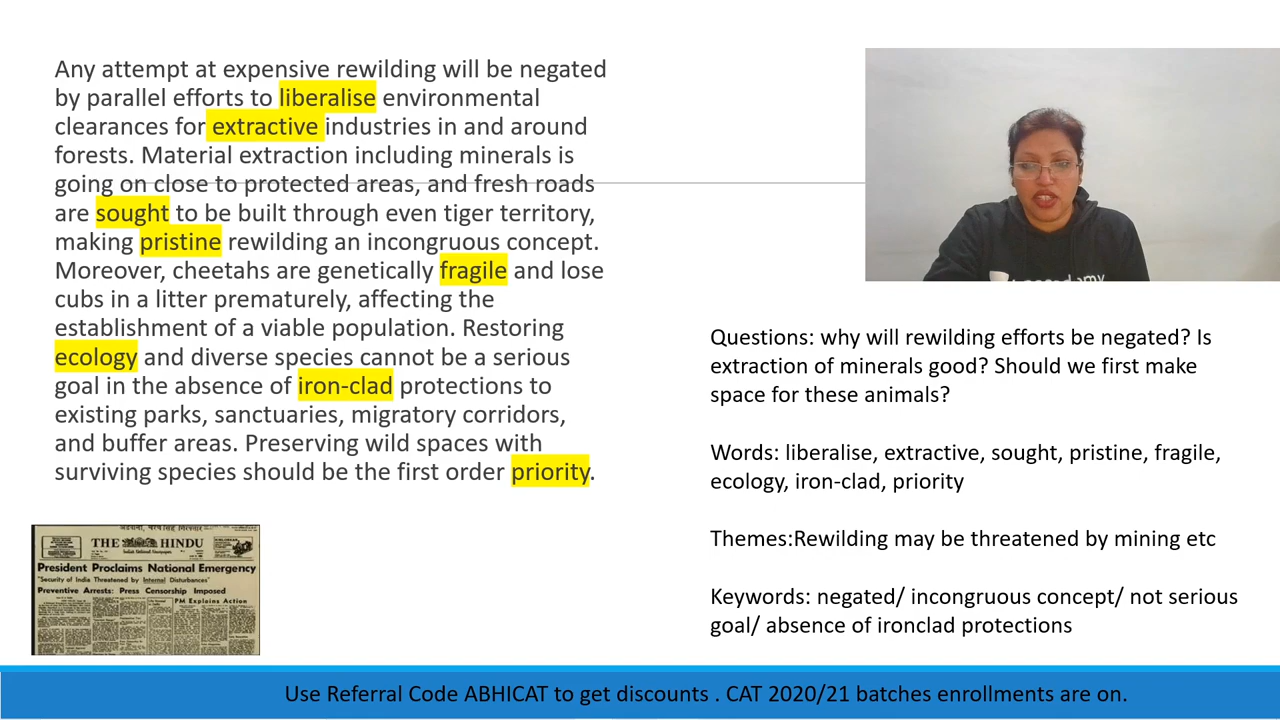 Any attempt at expensive rewilding will be negated
by parallel efforts to liberalise environmental
clearances for extractive industries in and around
forests. Material extraction including minerals is
going on close to protected areas, and fresh roads
are sought to be built through even tiger territory,
making pristine rewilding an incongruous concept.
Moreover, cheetahs are genetically fragile and lose
cubs in a litter prematurely, affecting the
establishment of a viable population. Restoring
ecology and diverse species cannot be a serious
goal in the absence of iron-clad protections to
existing parks, sanctuaries, migratory corridors,
and buffer areas. Preserving wild spaces with
surviving species should be the first order priority.
Questions: why will rewilding efforts be negated? Is
extraction of minerals good? Should we first make
space for these animals?
Words: liberalise, extractive, sought, pristine, fragile,
ecology, iron-clad, priority
Themes:Rewilding may be threatened by mining etc
Keywords: negated/ incongruous concept/ not serious
goal/ absence of ironclad protections
THE HINDU
India's National Newspaper
President Proclaims National Emergency
"Security of India Threatened by Internal Disturbances"
Preventive Arrests: Press Censorship Imposed
PM Explains Action
Use Referral Code ABHICAT to get discounts . CAT 2020/21 batches enrollments are on.